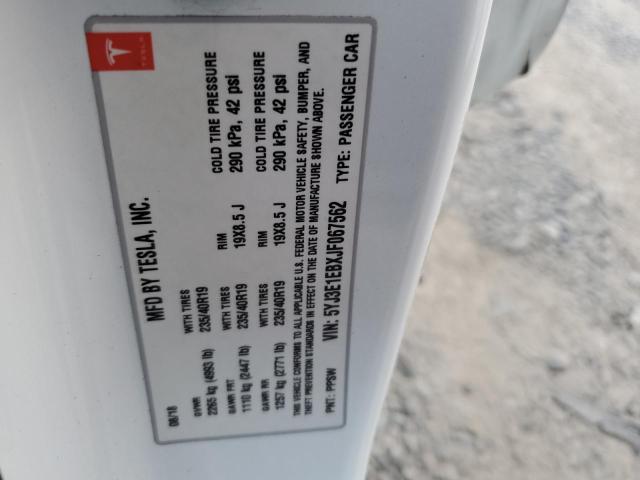 TESLA
MFD BY TESLA, INC.
08/18
GVWR WITH TIRES RIM COLD TIRE PRESSURE
2265 kg (4993 lb) 235/40R19 19X8.5 J 290 kPa, 42 psi
GAWR FRT WITH TIRES
1110 kg (2447 lb) 235/40R19
GAWR RR RIM COLD TIRE PRESSURE
1257 kg (2771 lb) 235/40R19 19X8.5 J 290 kPa, 42 psi
THIS VEHICLE CONFORMS TO ALL APPLICABLE U.S. FEDERAL MOTOR VEHICLE SAFETY, BUMPER, AND
THEFT PREVENTION STANDARDS IN EFFECT ON THE DATE OF MANUFACTURE SHOWN ABOVE.
PNT: PPSW VIN: 5YJ3E1EBXJF067562 TYPE: PASSENGER CAR